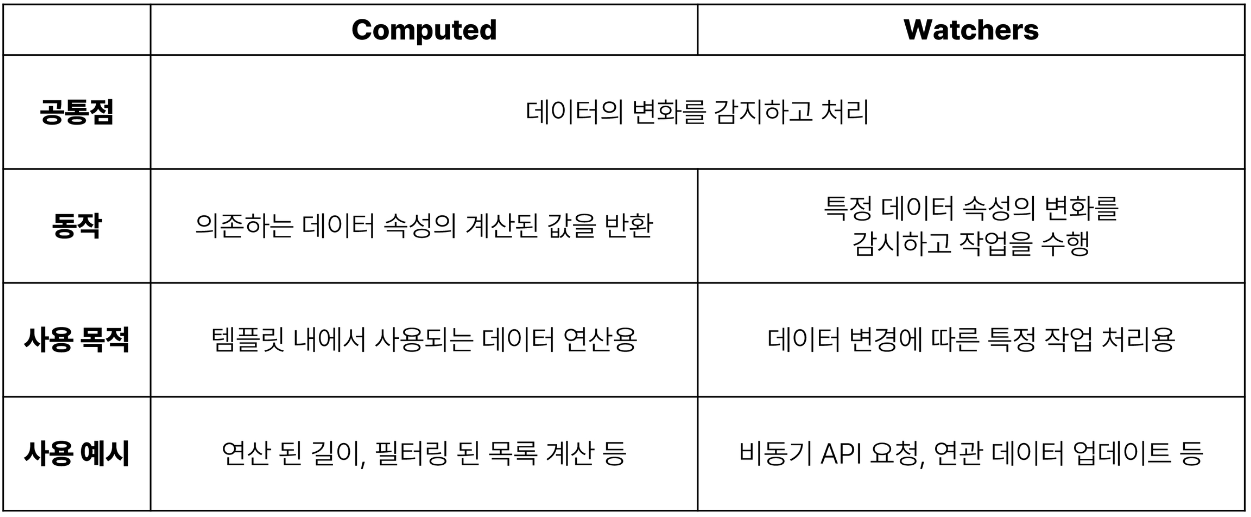 Computed
Watchers
공통점
데이터의 변화를 감지하고 처리
동작
의존하는 데이터 속성의 계산된 값을 반환
특정 데이터 속성의 변화를
감시하고 작업을 수행
사용 목적
템플릿 내에서 사용되는 데이터 연산용
데이터 변경에 따른 특정 작업 처리용
사용 예시
연산 된 길이, 필터링 된 목록 계산 등
비동기 API 요청, 연관 데이터 업데이트 등